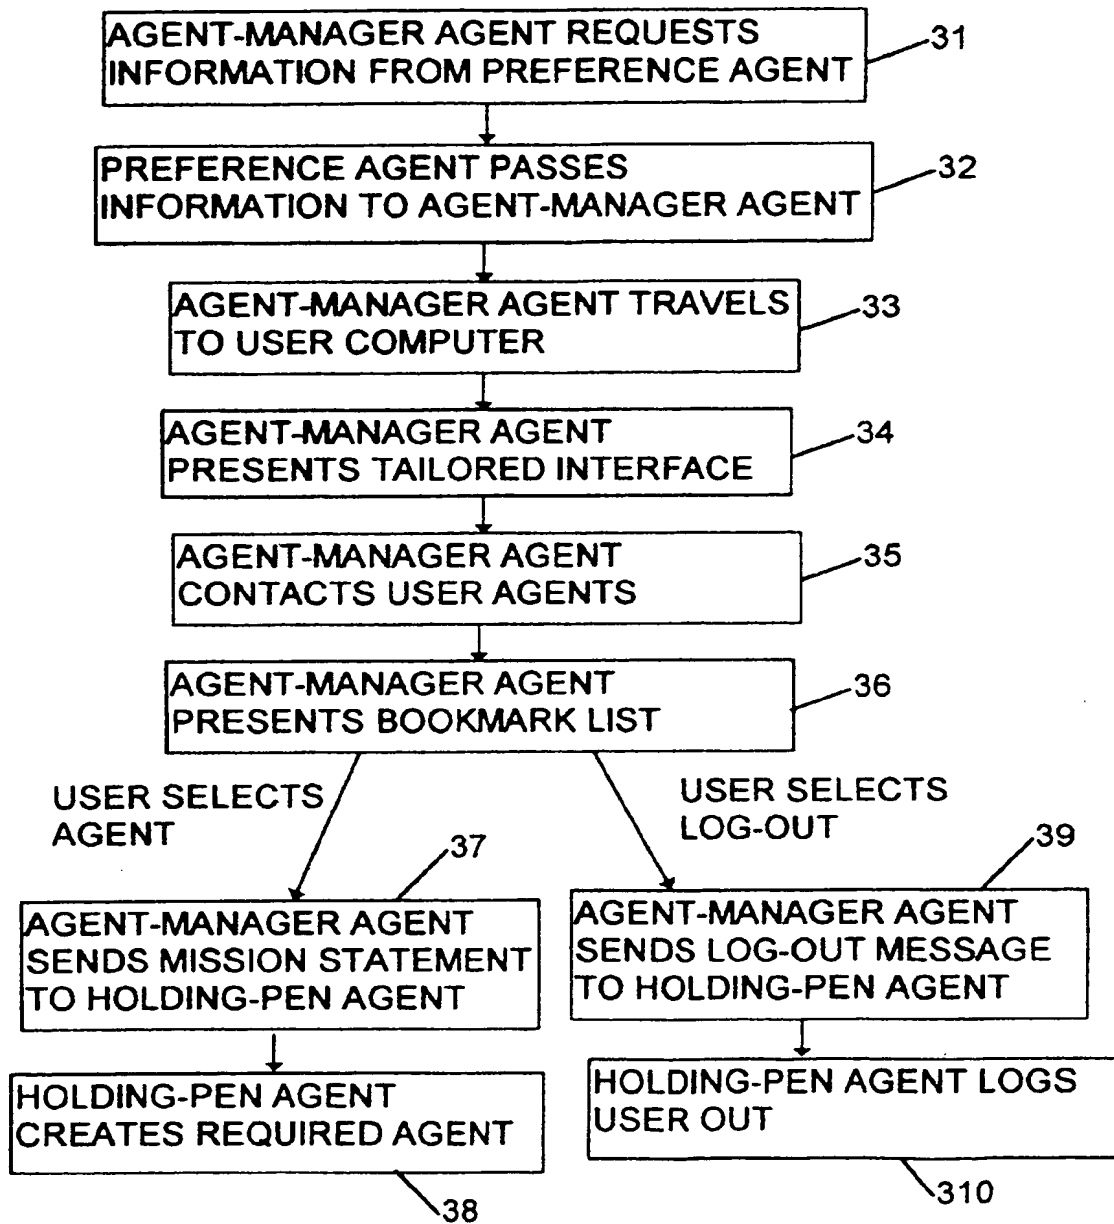 AGENT-MANAGER AGENT REQUESTS
INFORMATION FROM PREFERENCE AGENT
31
PREFERENCE AGENT PASSES
INFORMATION TO AGENT-MANAGER AGENT
32
AGENT-MANAGER AGENT TRAVELS
TO USER COMPUTER
33
AGENT-MANAGER AGENT
PRESENTS TAILORED INTERFACE
34
AGENT-MANAGER AGENT
CONTACTS USER AGENTS
35
AGENT-MANAGER AGENT
PRESENTS BOOKMARK LIST
36
USER SELECTS
AGENT
USER SELECTS
LOG-OUT
37
AGENT-MANAGER AGENT
SENDS MISSION STATEMENT
TO HOLDING-PEN AGENT
39
AGENT-MANAGER AGENT
SENDS LOG-OUT MESSAGE
TO HOLDING-PEN AGENT
HOLDING-PEN AGENT
CREATES REQUIRED AGENT
38
HOLDING-PEN AGENT LOGS
USER OUT
310